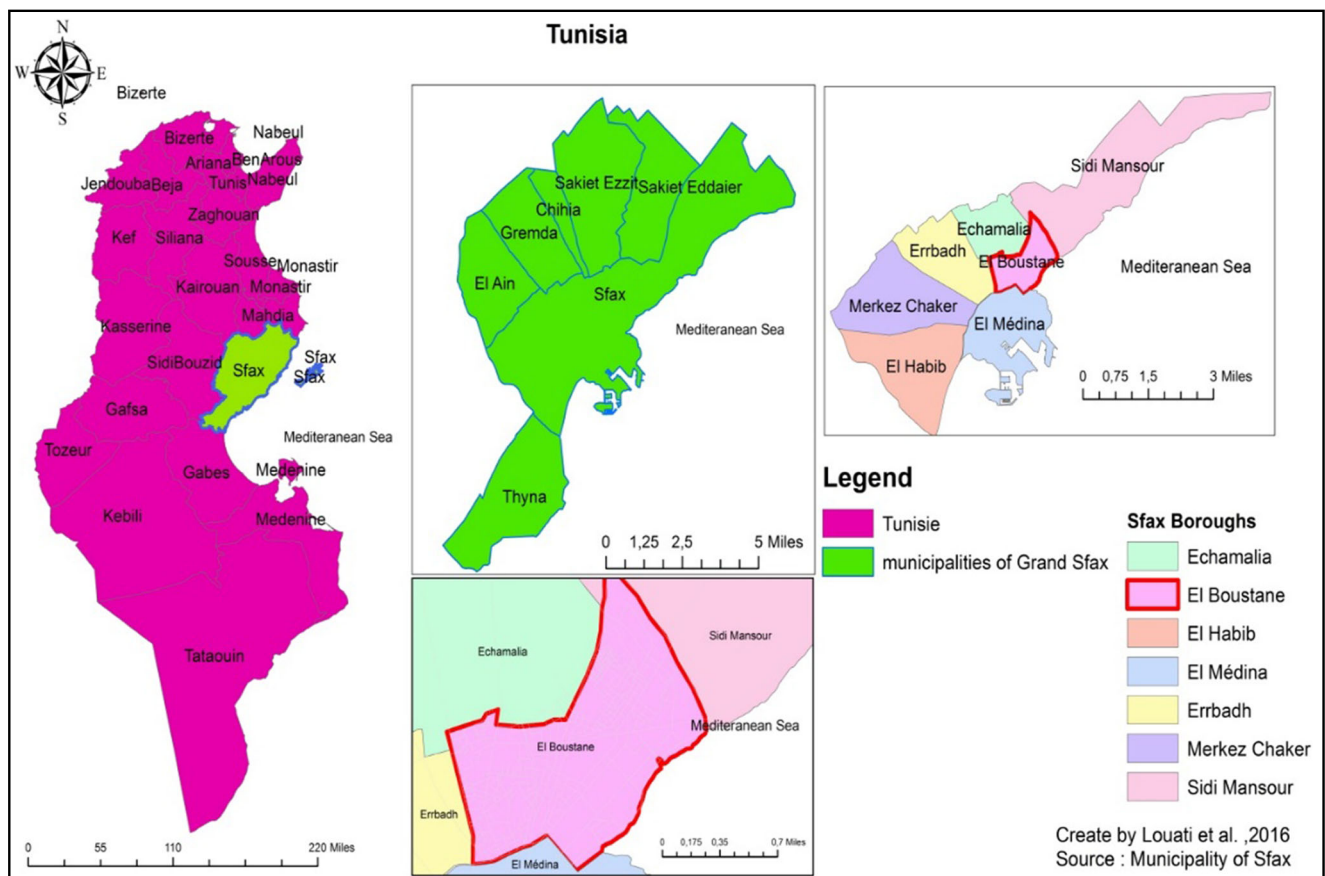 Tunisia
N
W
E
S
Bizerte
Bizerte
Nabeul
Ariana
BenArous
Jendouba
Beja
Tunis
Nabeul
Zaghouan
Kef
Siliana
Sousse
Monastir
Kairouan
Monastir
Mahdia
Kasserine
SidiBouzid
Sfax
Sfax
Sfax
Gafsa
Mediteranean Sea
Tozeur
Gabes
Medenine
Kebili
Medenine
Tataouin
0 55 110 220 Miles
Sakiet Ezzit
Sakiet Eddaier
Chihia
Gremda
El Ain
Sfax
Mediteranean Sea
Thyna
0 1,25 2,5 5 Miles
Sidi Mansour
Echamalia
Errbadh
El Boustane
Mediteranean Sea
Merkez Chaker
El Médina
El Habib
0 0,75 1,5 3 Miles
Echamalia
Sidi Mansour
Mediteranean Sea
El Boustane
Errbadh
El Médina
0 0,175 0,35 0,7 Miles
Legend
Tunisie
municipalities of Grand Sfax
Sfax Boroughs
Echamalia
El Boustane
El Habib
El Médina
Errbadh
Merkez Chaker
Sidi Mansour
Create by Louati et al. ,2016
Source : Municipality of Sfax